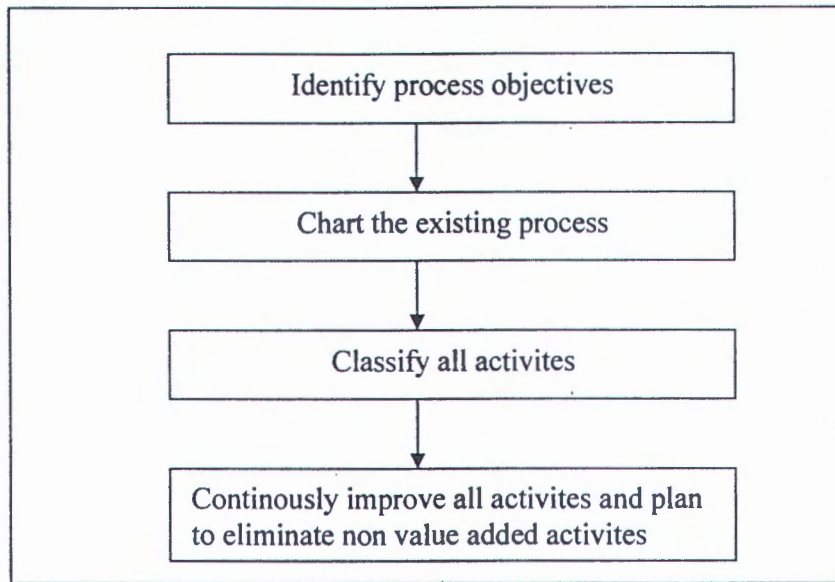 Identify process objectives
Chart the existing process
Classify all activites
Continously improve all activites and plan
to eliminate non value added activites